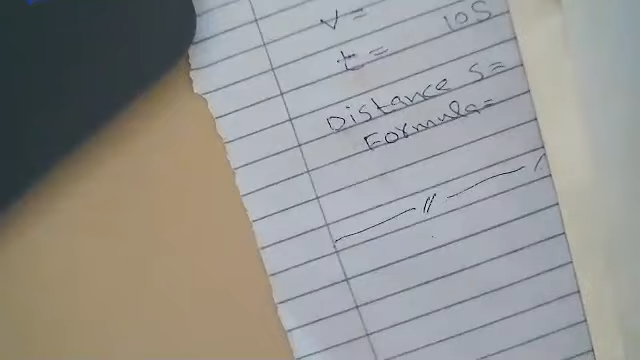 v =
t = 10s
Distance s =
Formula =